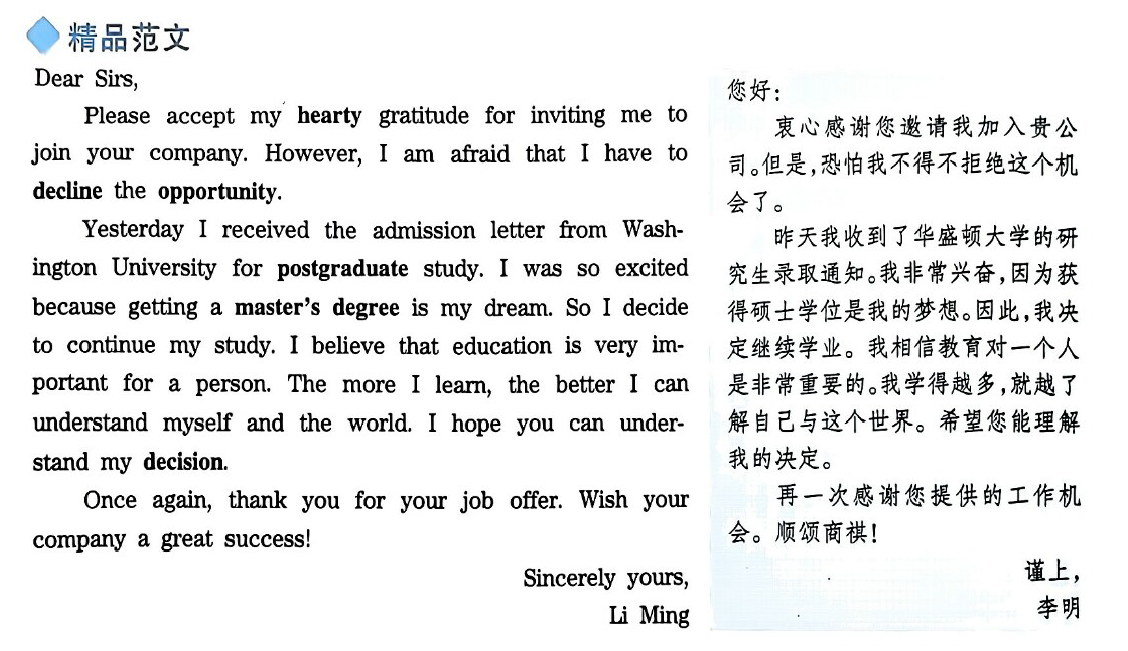 精品范文
Dear Sirs,
Please accept my hearty gratitude for inviting me to
join your company. However, I am afraid that I have to
decline the opportunity.
Yesterday I received the admission letter from Wash-
ington University for postgraduate study. I was so excited
because getting a master's degree is my dream. So I decide
to continue my study. I believe that education is very im-
portant for a person. The more I learn, the better I can
understand myself and the world. I hope you can under-
stand my decision.
Once again, thank you for your job offer. Wish your
company a great success!
Sincerely yours,
Li Ming
您好:
衷心感谢您邀请我加入贵公
司。但是,恐怕我不得不拒绝这个机
会了。
昨天我收到了华盛顿大学的研
究生录取通知。我非常兴奋,因为获
得硕士学位是我的梦想。因此,我决
定继续学业。我相信教育对一个人
是非常重要的。我学得越多,就越了
解自己与这个世界。希望您能理解
我的决定。
再一次感谢您提供的工作机
会。顺颂商祺!
谨上,
李明